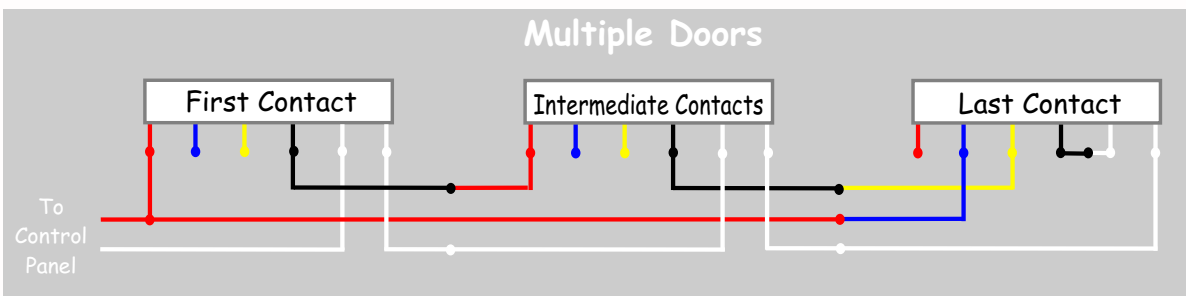 Multiple Doors
First Contact
Intermediate Contacts
Last Contact
To
Control
Panel